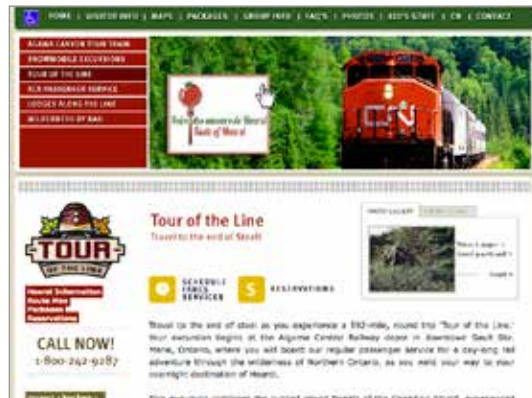 HOME | VISITOR INFO | MAPS | PACKAGES | GROUP INFO | FAQ'S | PHOTOS | KID'S STUFF | CN | CONTACT
AGAWA CANYON TOUR TRAIN
SNOWMOBILE EXCURSIONS
TOUR OF THE LINE
ACR PASSENGER SERVICE
LODGES ALONG THE LINE
WILDERNESS BY RAIL
CN
Tour of the Line
Travel to the end of Steel!
PHOTO GALLERY
TOUR
OF THE LINE
SCHEDULE
FARES
SERVICES
$
RESERVATIONS
Hearst Information
Route Map
Packages
Reservations
CALL NOW!
1-800-242-9287
Travel to the end of steel as you experience a 592-mile, round trip 'Tour of the Line.'
Your excursion begins at the Algoma Central Railway depot in downtown Sault Ste.
Marie, Ontario, where you will board our regular passenger service for a day-long rail
adventure through the wilderness of Northern Ontario, as you wend your way to your
overnight destination of Hearst.